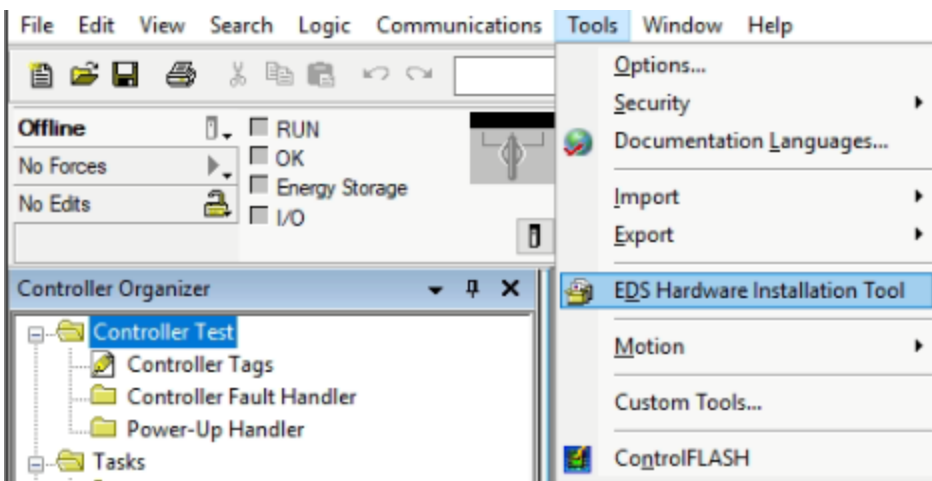 File Edit View Search Logic Communications Tools Window Help
Offline
No Forces
No Edits
RUN
OK
Energy Storage
I/O
Controller Organizer
Controller Test
Controller Tags
Controller Fault Handler
Power-Up Handler
Tasks
Options...
Security
Documentation Languages...
Import
Export
EDS Hardware Installation Tool
Motion
Custom Tools...
ControlFLASH